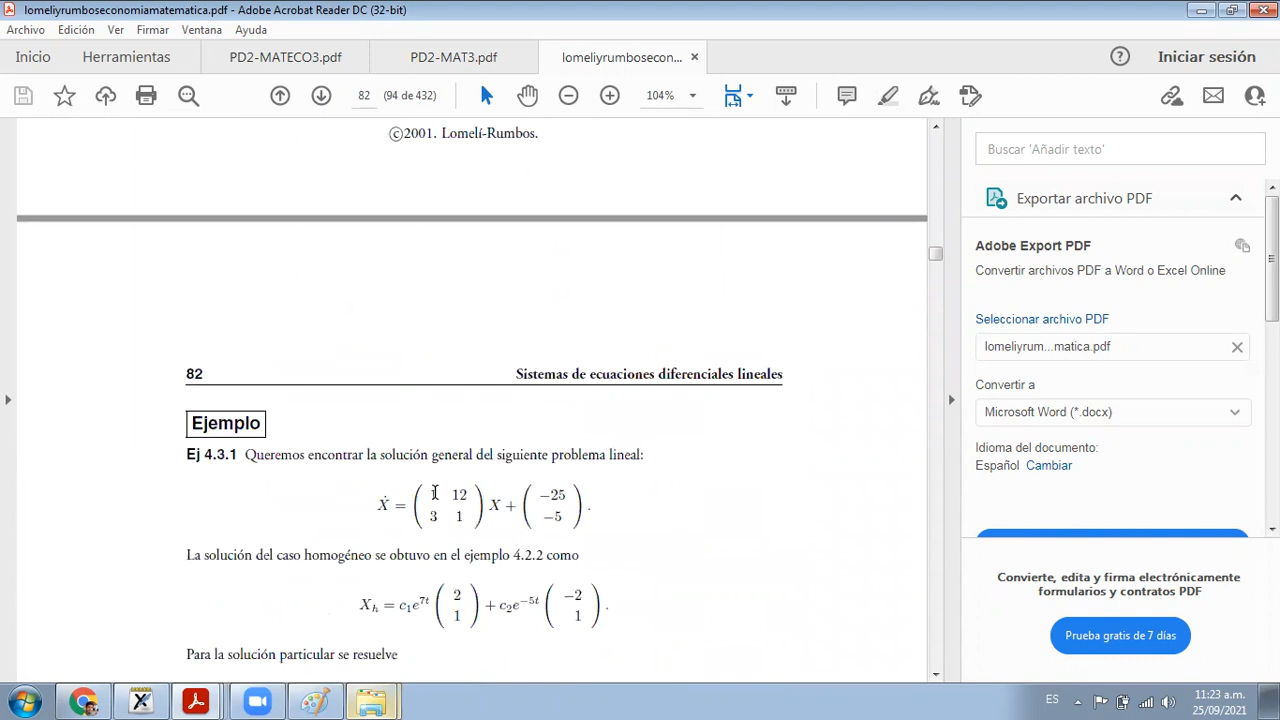 lomeliyrumboseconomiamatematica.pdf - Adobe Acrobat Reader DC (32-bit)
Archivo Edición Ver Firmar Ventana Ayuda
Inicio Herramientas PD2-MATECO3.pdf PD2-MAT3.pdf lomeliyrumbosecon... × Iniciar sesión
82 (94 de 432) 104%
©2001. Lomelí-Rumbos.
82 Sistemas de ecuaciones diferenciales lineales
Ejemplo
Ej 4.3.1 Queremos encontrar la solución general del siguiente problema lineal:
Ẋ = ( 12 ) X + ( −25 ) .
3 1 −5
La solución del caso homogéneo se obtuvo en el ejemplo 4.2.2 como
X_h = c₁e^{7t} ( 2 ) + c₂e^{−5t} ( −2 ) .
1 1
Para la solución particular se resuelve
Buscar 'Añadir texto'
Exportar archivo PDF
Adobe Export PDF
Convertir archivos PDF a Word o Excel Online
Seleccionar archivo PDF
lomeliyrum...matica.pdf ×
Convertir a
Microsoft Word (*.docx)
Idioma del documento:
Español Cambiar
Convierte, edita y firma electrónicamente
formularios y contratos PDF
Prueba gratis de 7 días
ES 11:23 a.m.
25/09/2021